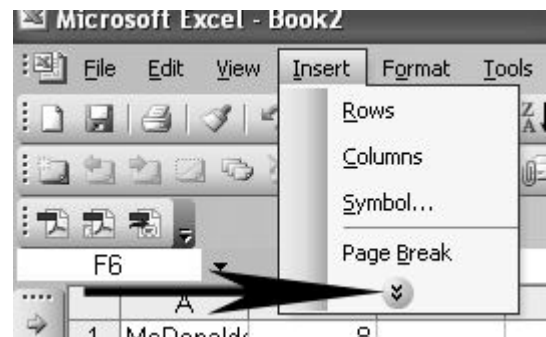 Microsoft Excel - Book2
File Edit View Insert Format Tools
Rows
Columns
Symbol...
Page Break
F6
A
1 8